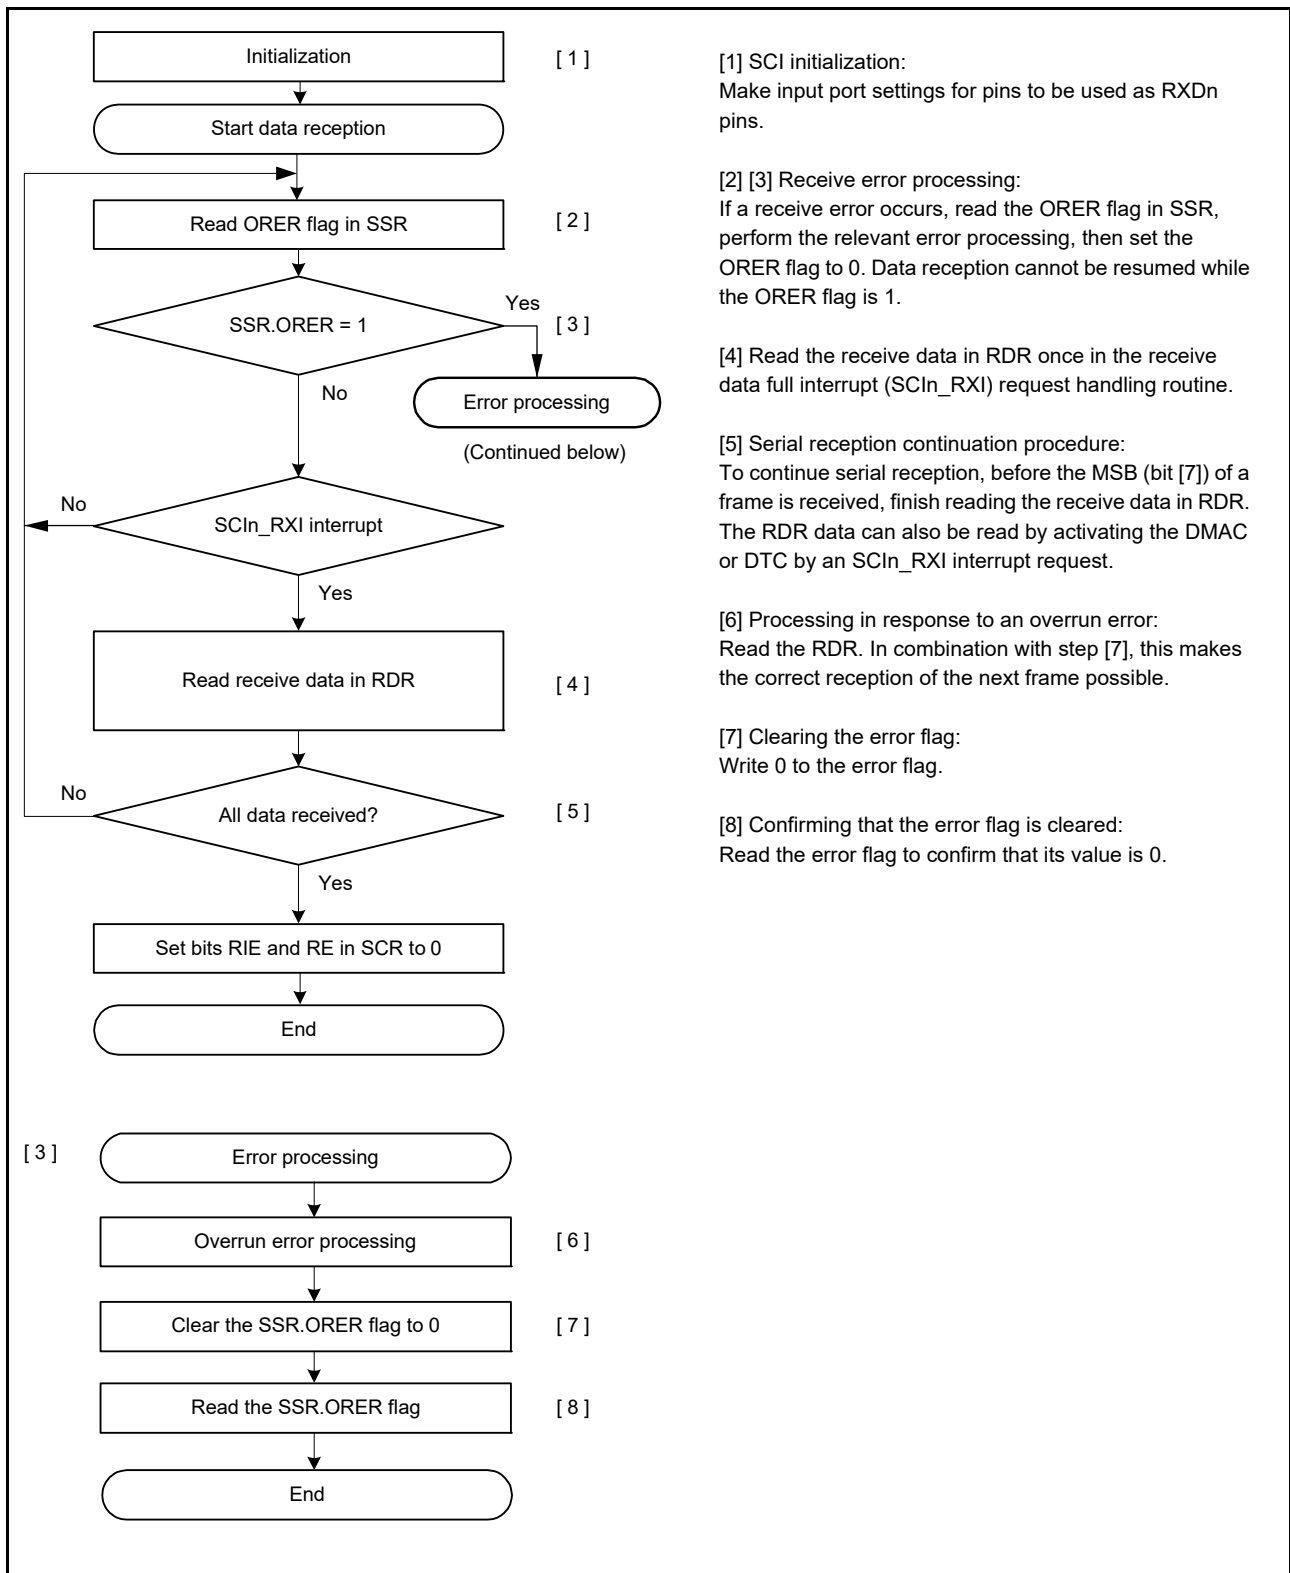 Initialization
[ 1 ]
Start data reception
Read ORER flag in SSR
[ 2 ]
Yes
SSR.ORER = 1
[ 3 ]
No
Error processing
(Continued below)
No
SCIn_RXI interrupt
Yes
Read receive data in RDR
[ 4 ]
No
All data received?
[ 5 ]
Yes
Set bits RIE and RE in SCR to 0
End
[1] SCI initialization:
Make input port settings for pins to be used as RXDn
pins.
[2] [3] Receive error processing:
If a receive error occurs, read the ORER flag in SSR,
perform the relevant error processing, then set the
ORER flag to 0. Data reception cannot be resumed while
the ORER flag is 1.
[4] Read the receive data in RDR once in the receive
data full interrupt (SCIn_RXI) request handling routine.
[5] Serial reception continuation procedure:
To continue serial reception, before the MSB (bit [7]) of a
frame is received, finish reading the receive data in RDR.
The RDR data can also be read by activating the DMAC
or DTC by an SCIn_RXI interrupt request.
[6] Processing in response to an overrun error:
Read the RDR. In combination with step [7], this makes
the correct reception of the next frame possible.
[7] Clearing the error flag:
Write 0 to the error flag.
[8] Confirming that the error flag is cleared:
Read the error flag to confirm that its value is 0.
[ 3 ]
Error processing
Overrun error processing
[ 6 ]
Clear the SSR.ORER flag to 0
[ 7 ]
Read the SSR.ORER flag
[ 8 ]
End